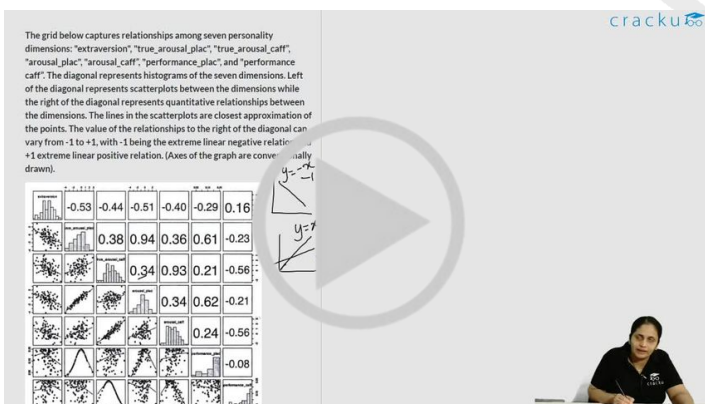 cracku
The grid below captures relationships among seven personality
dimensions: "extraversion", "true_arousal_plac", "true_arousal_caff",
"arousal_plac", "arousal_caff", "performance_plac", and "performance
caff". The diagonal represents histograms of the seven dimensions. Left
of the diagonal represents scatterplots between the dimensions while
the right of the diagonal represents quantitative relationships between
the dimensions. The lines in the scatterplots are closest approximation of
the points. The value of the relationships to the right of the diagonal can
vary from -1 to +1, with -1 being the extreme linear negative
+1 extreme linear positive relation. (Axes of the graph are
drawn).
y=-x
-1
y=x
extraversion -0.53 -0.44 -0.51 -0.40 -0.29 0.16
0.38 0.94 0.36 0.61 -0.23
0.34 0.93 0.21 -0.56
arousal_plac 0.34 0.62 -0.21
arousal_caff 0.24 -0.56
-0.08